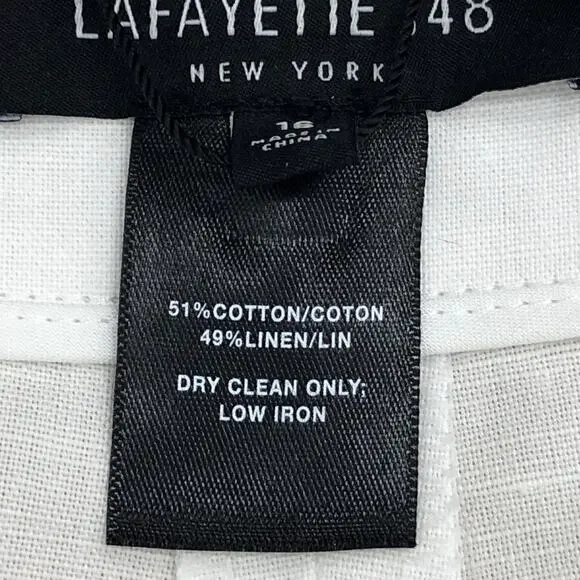 LAFAYETTE 148
NEW YORK
16
MADE IN
CHINA
51%COTTON/COTON
49%LINEN/LIN
DRY CLEAN ONLY;
LOW IRON